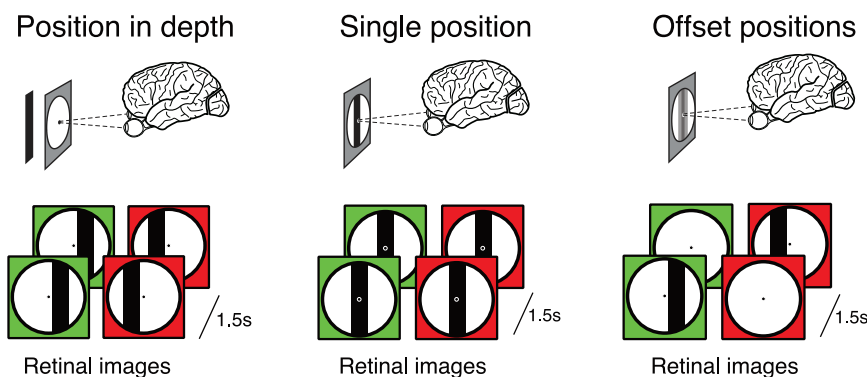 Position in depth
Single position
Offset positions
1.5s
1.5s
1.5s
Retinal images
Retinal images
Retinal images